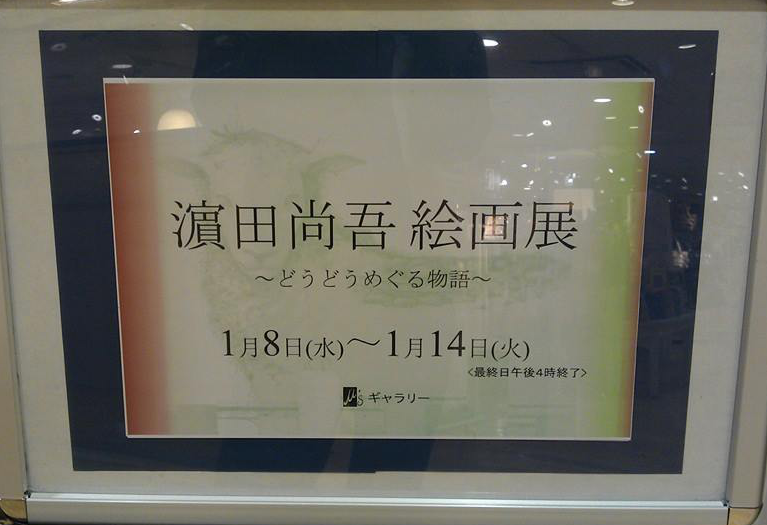 濵田尚吾 絵画展
～どうどうめぐる物語～
1月8日(水)～1月14日(火)
<最終日午後4時終了>
μ's ギャラリー